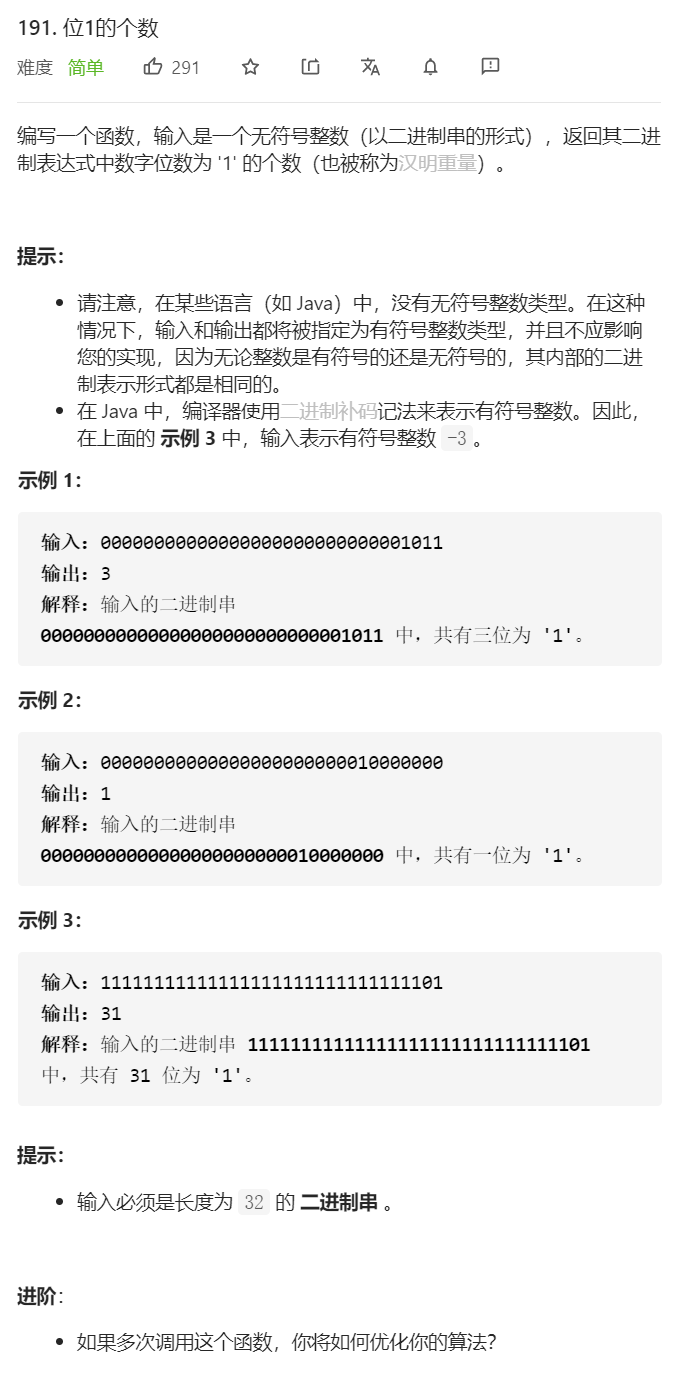 191. 位1的个数
难度 简单 291
编写一个函数，输入是一个无符号整数（以二进制串的形式），返回其二进
制表达式中数字位数为 '1' 的个数（也被称为汉明重量）。
提示：
• 请注意，在某些语言（如 Java）中，没有无符号整数类型。在这种
情况下，输入和输出都将被指定为有符号整数类型，并且不应影响
您的实现，因为无论整数是有符号的还是无符号的，其内部的二进
制表示形式都是相同的。
• 在 Java 中，编译器使用二进制补码记法来表示有符号整数。因此，
在上面的 示例 3 中，输入表示有符号整数 -3。
示例 1：
输入：00000000000000000000000000001011
输出：3
解释：输入的二进制串
00000000000000000000000000001011 中，共有三位为 '1'。
示例 2：
输入：00000000000000000000000010000000
输出：1
解释：输入的二进制串
00000000000000000000000010000000 中，共有一位为 '1'。
示例 3：
输入：11111111111111111111111111111101
输出：31
解释：输入的二进制串 11111111111111111111111111111101
中，共有 31 位为 '1'。
提示：
• 输入必须是长度为 32 的 二进制串 。
进阶：
• 如果多次调用这个函数，你将如何优化你的算法？